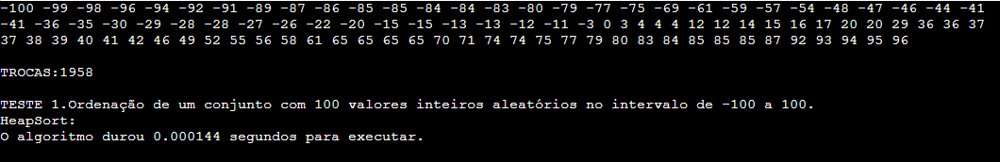 -100 -99 -98 -96 -94 -92 -91 -89 -87 -86 -85 -85 -84 -84 -83 -80 -79 -77 -75 -69 -61 -59 -57 -54 -48 -47 -46 -44 -41
-41 -36 -35 -30 -29 -28 -28 -27 -26 -22 -20 -15 -15 -13 -13 -12 -11 -3 0 3 4 4 4 12 12 14 15 16 17 20 20 29 36 36 37
37 38 39 40 41 42 46 49 52 55 56 58 61 65 65 65 65 70 71 74 74 75 77 79 80 83 84 85 85 85 87 92 93 94 95 96
TROCAS:1958
TESTE 1.Ordenação de um conjunto com 100 valores inteiros aleatórios no intervalo de -100 a 100.
HeapSort:
O algoritmo durou 0.000144 segundos para executar.